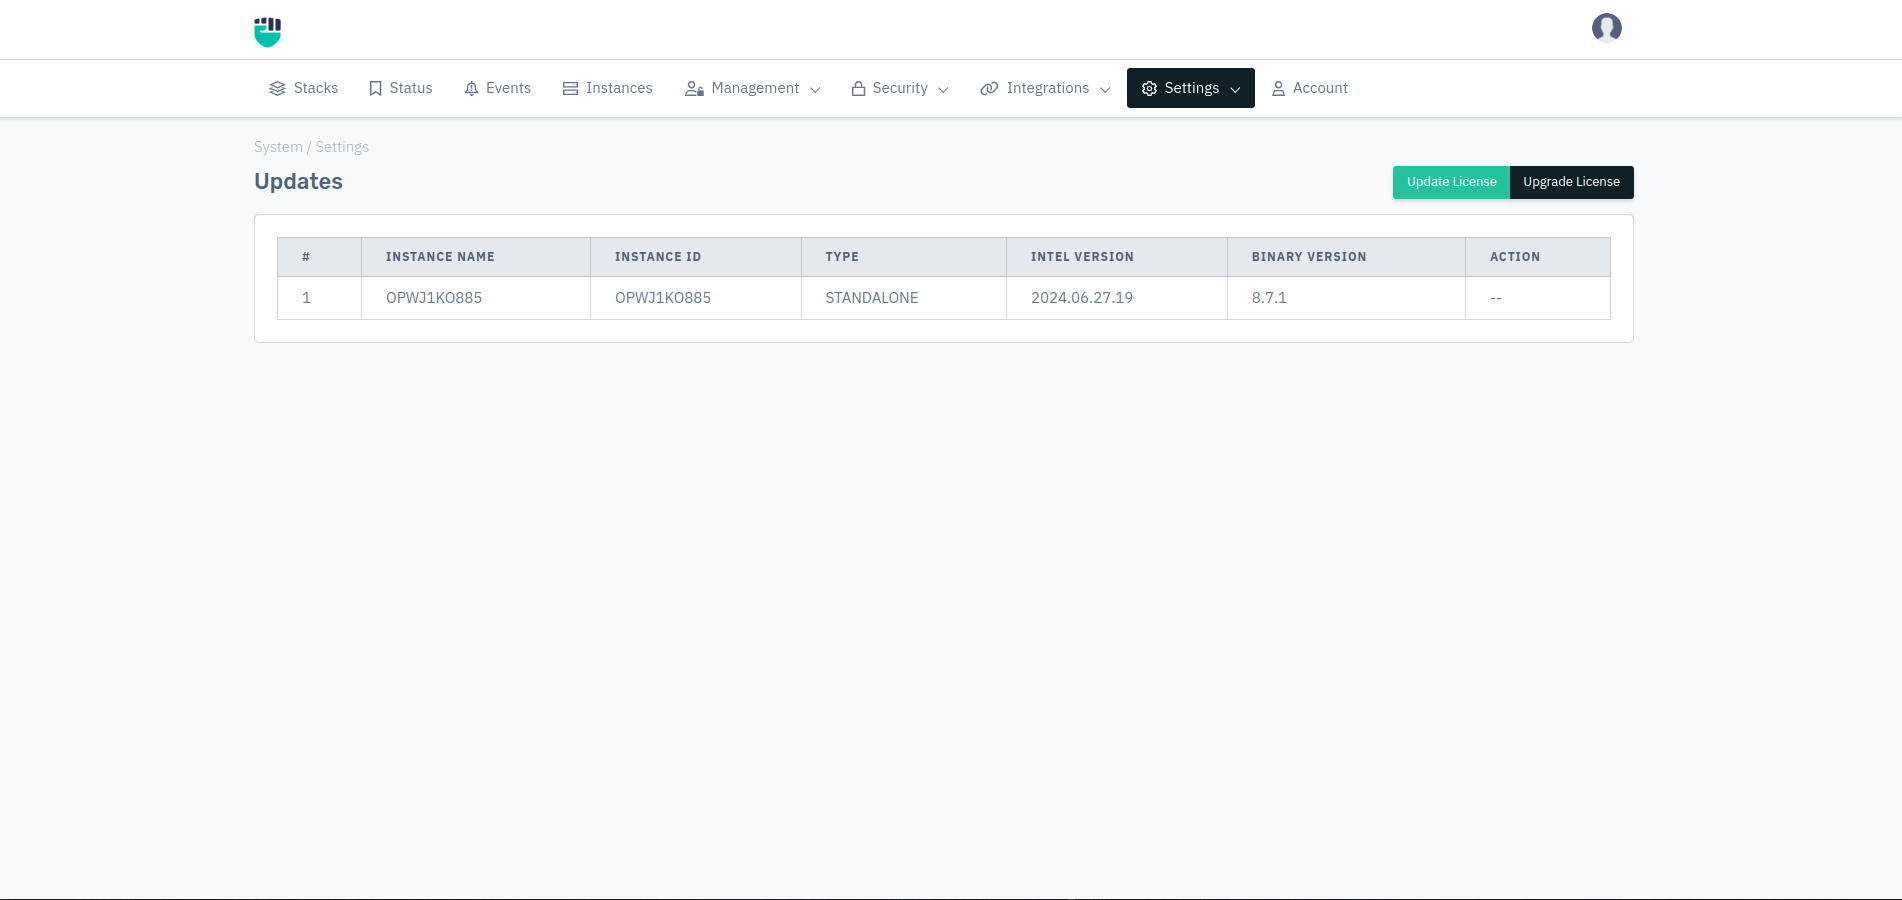 Stacks Status Events Instances Management Security Integrations Settings Account
System / Settings
Updates
Update License Upgrade License
# INSTANCE NAME INSTANCE ID TYPE INTEL VERSION BINARY VERSION ACTION
1 OPWJ1KO885 OPWJ1KO885 STANDALONE 2024.06.27.19 8.7.1 --